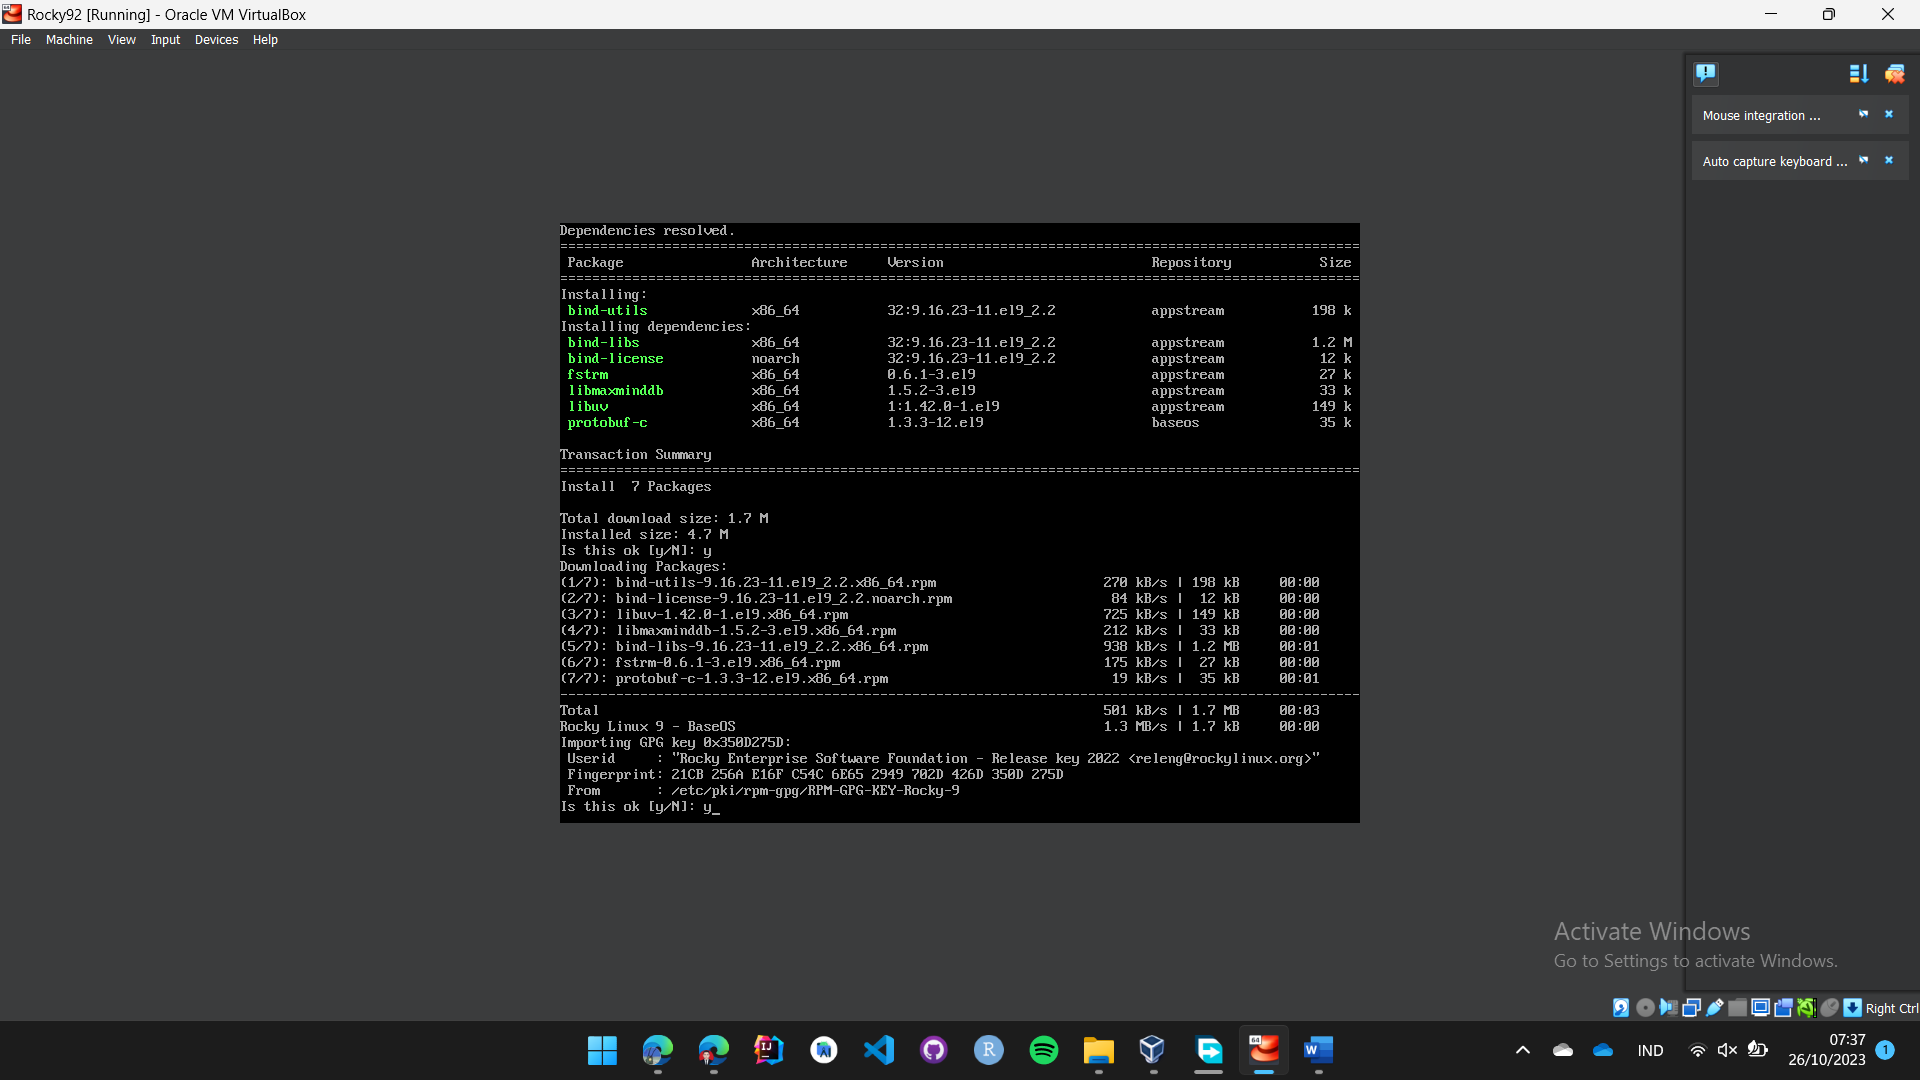 Rocky92 [Running] - Oracle VM VirtualBox
File Machine View Input Devices Help
Mouse integration ...
Auto capture keyboard ...
Dependencies resolved.
================================================================================
Package Architecture Version Repository Size
================================================================================
Installing:
bind-utils x86_64 32:9.16.23-11.el9_2.2 appstream 198 k
Installing dependencies:
bind-libs x86_64 32:9.16.23-11.el9_2.2 appstream 1.2 M
bind-license noarch 32:9.16.23-11.el9_2.2 appstream 12 k
fstrm x86_64 0.6.1-3.el9 appstream 27 k
libmaxminddb x86_64 1.5.2-3.el9 appstream 33 k
libuv x86_64 1:1.42.0-1.el9 appstream 149 k
protobuf-c x86_64 1.3.3-12.el9 baseos 35 k
Transaction Summary
================================================================================
Install 7 Packages
Total download size: 1.7 M
Installed size: 4.7 M
Is this ok [y/N]: y
Downloading Packages:
(1/7): bind-utils-9.16.23-11.el9_2.2.x86_64.rpm 270 kB/s | 198 kB 00:00
(2/7): bind-license-9.16.23-11.el9_2.2.noarch.rpm 84 kB/s | 12 kB 00:00
(3/7): libuv-1.42.0-1.el9.x86_64.rpm 725 kB/s | 149 kB 00:00
(4/7): libmaxminddb-1.5.2-3.el9.x86_64.rpm 212 kB/s | 33 kB 00:00
(5/7): bind-libs-9.16.23-11.el9_2.2.x86_64.rpm 938 kB/s | 1.2 MB 00:01
(6/7): fstrm-0.6.1-3.el9.x86_64.rpm 175 kB/s | 27 kB 00:00
(7/7): protobuf-c-1.3.3-12.el9.x86_64.rpm 19 kB/s | 35 kB 00:01
--------------------------------------------------------------------------------
Total 501 kB/s | 1.7 MB 00:03
Rocky Linux 9 - BaseOS 1.3 MB/s | 1.7 kB 00:00
Importing GPG key 0x350D275D:
Userid : "Rocky Enterprise Software Foundation - Release key 2022 <releng@rockylinux.org>"
Fingerprint: 21CB 256A E16F C54C 6E65 2949 702D 426D 350D 275D
From : /etc/pki/rpm-gpg/RPM-GPG-KEY-Rocky-9
Is this ok [y/N]: y_
Activate Windows
Go to Settings to activate Windows.
Right Ctrl
IND
07:37
26/10/2023
1